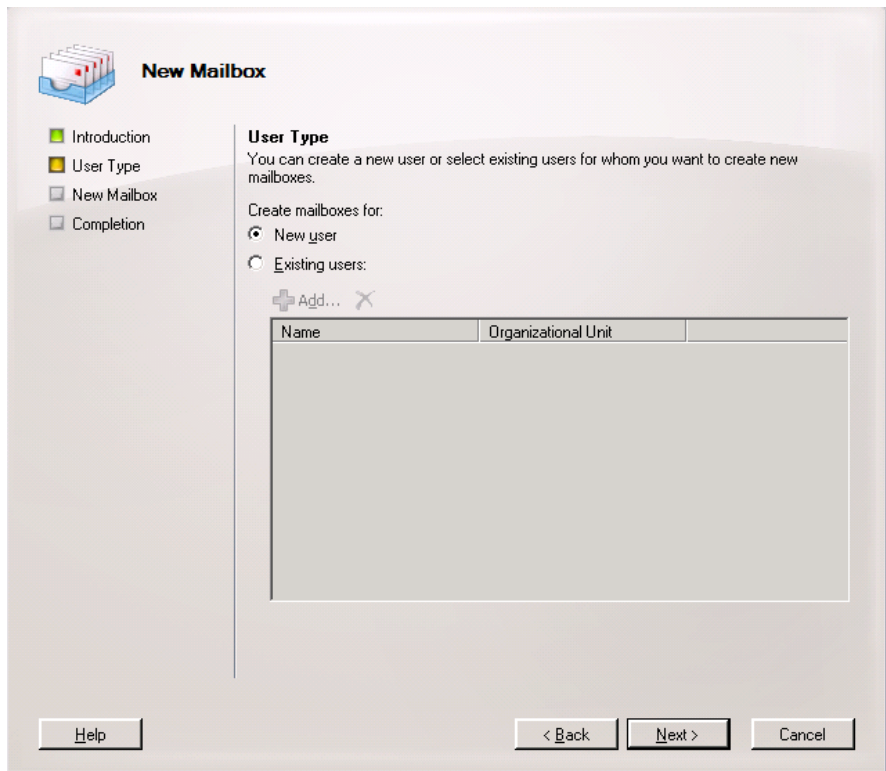 New Mailbox
Introduction
User Type
New Mailbox
Completion
User Type
You can create a new user or select existing users for whom you want to create new
mailboxes.
Create mailboxes for:
New user
Existing users:
Add...
Name Organizational Unit
Help < Back Next > Cancel